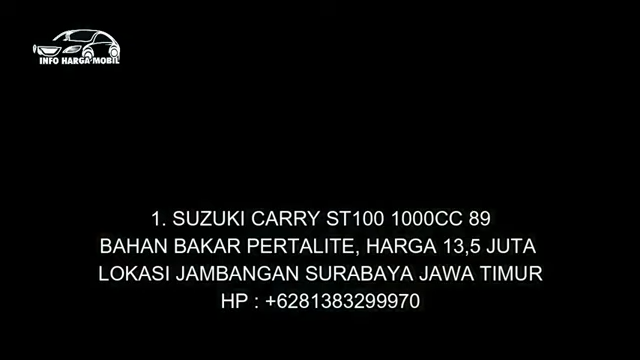 INFO HARGA MOBIL
1. SUZUKI CARRY ST100 1000CC 89
BAHAN BAKAR PERTALITE, HARGA 13,5 JUTA
LOKASI JAMBANGAN SURABAYA JAWA TIMUR
HP : +6281383299970